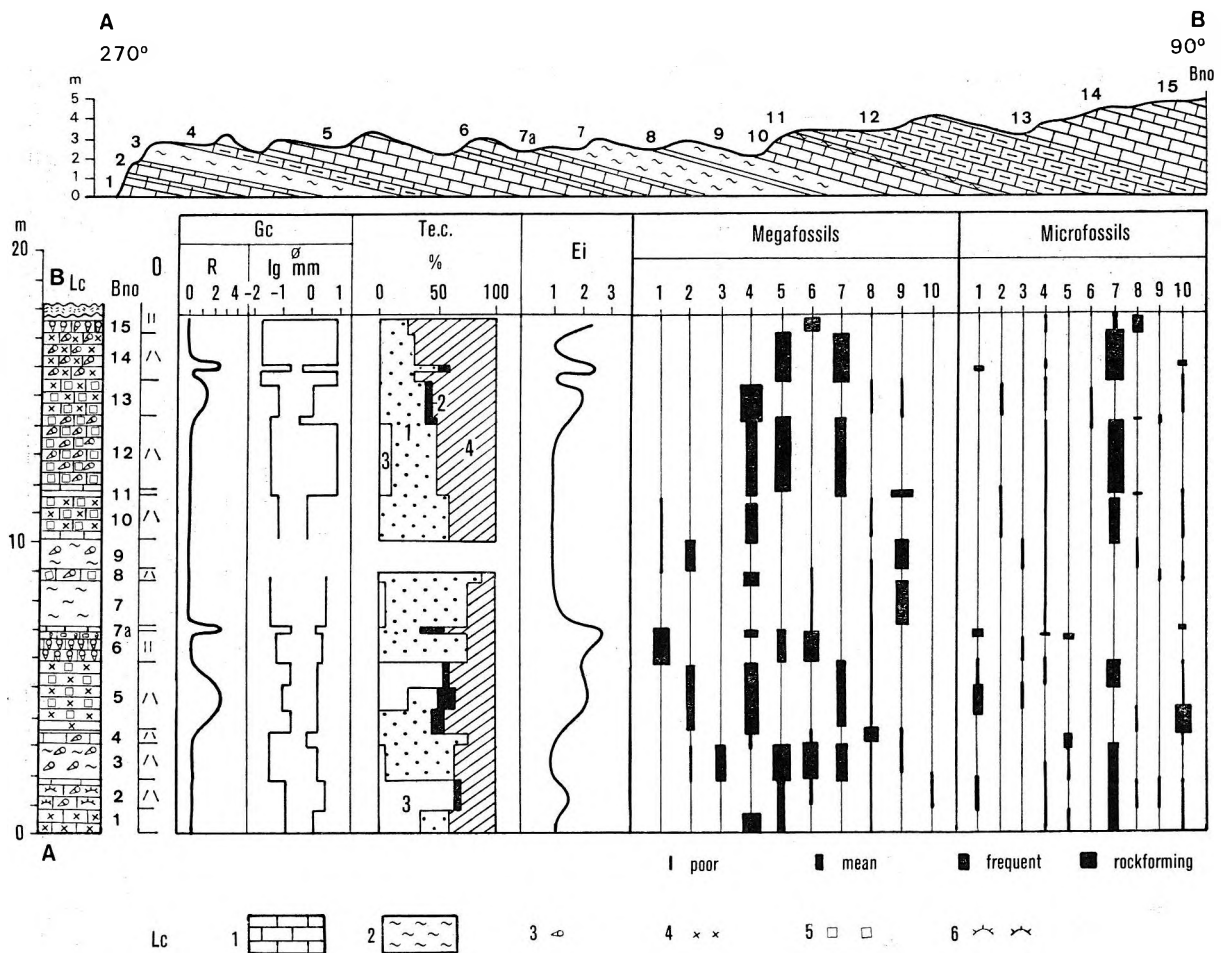 A B
270° 90°
m Bno
5
4
3
2
1
0
1 2 3 4 5 6 7a 7 8 9 10 11 12 13 14 15
m
20
10
0
B Lc Bno O
Gc Te.c. Ei Megafossils Microfossils
R lg ø mm %
0 2 4 -2 -1 0 1 0 50 100 0 1 2 3 1 2 3 4 5 6 7 8 9 10 1 2 3 4 5 6 7 8 9 10
15
14
13 2
1
12 3 4
11
10
9
8
7
7a
6
5
4
3
2 3
1
A
poor mean frequent rockforming
Lc 1 2 3 4 5 6